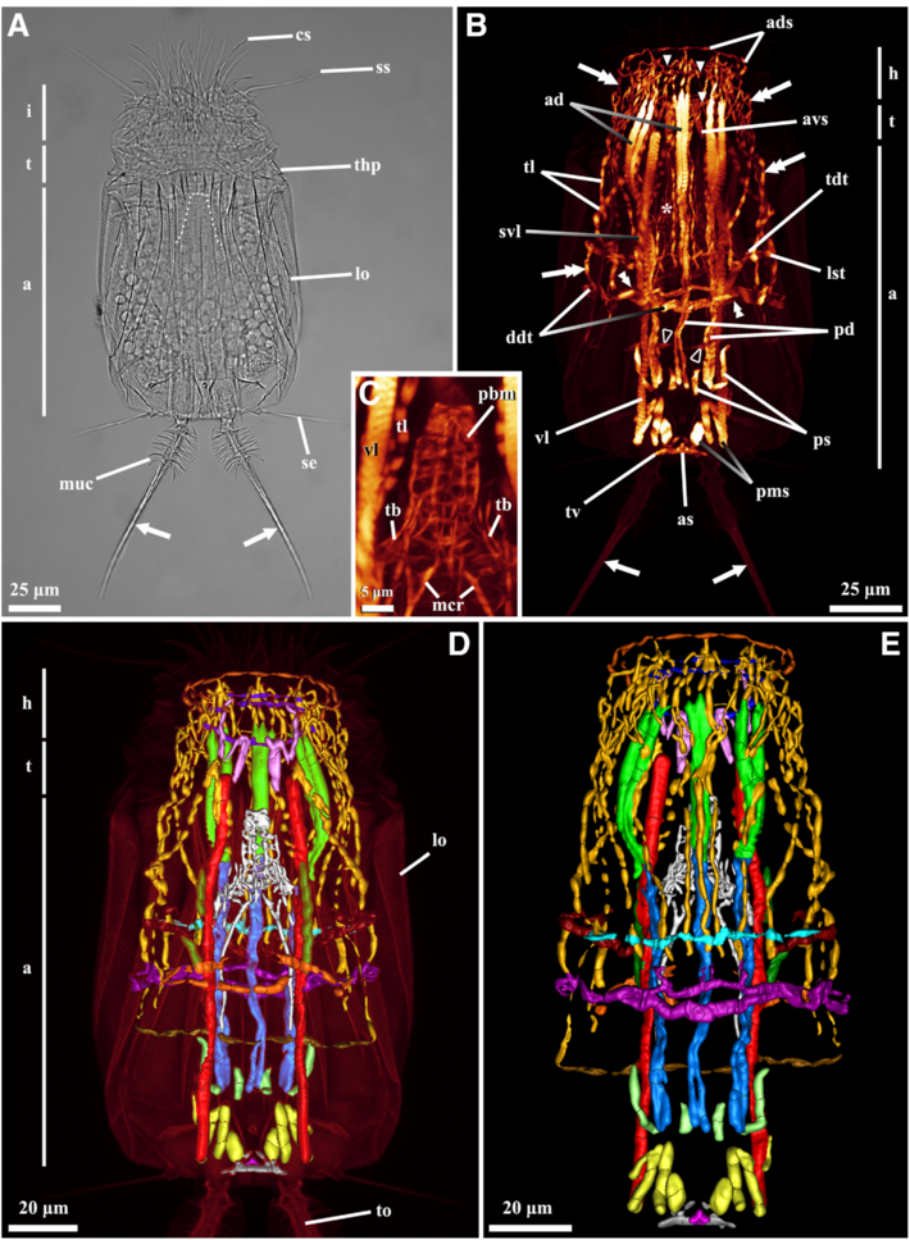 A
cs
ss
i
t
thp
lo
a
se
muc
25 µm
B
ads
h
ad
t
avs
tl
tdt
svl
lst
a
ddt
pd
vl
ps
tv
as
pms
25 µm
C
pbm
tl
vl
tb
tb
mcr
5 µm
D
h
t
lo
a
to
20 µm
E
20 µm